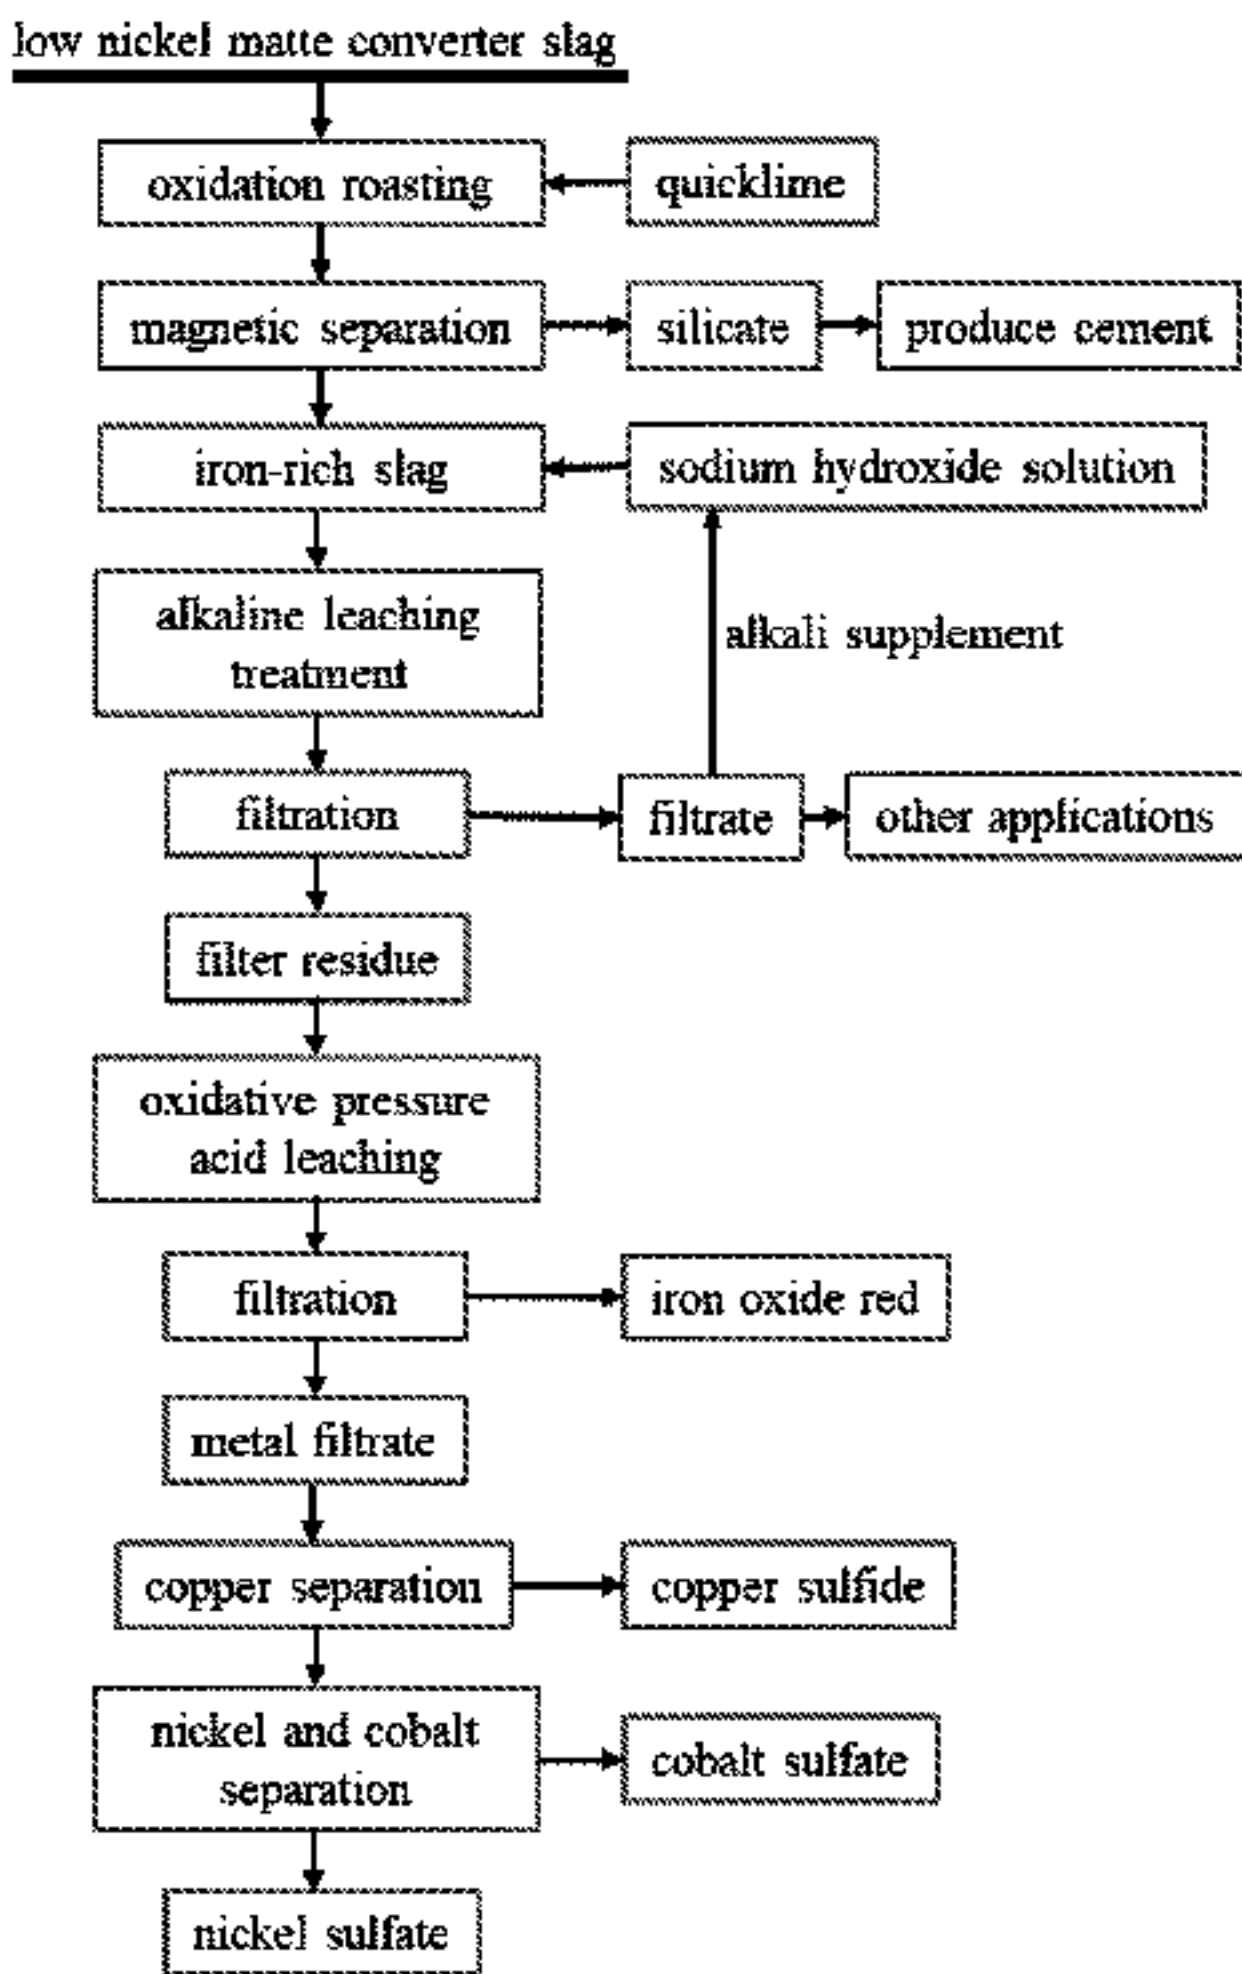 low nickel matte converter slag
oxidation roasting
quicklime
magnetic separation
silicate
produce cement
iron-rich slag
sodium hydroxide solution
alkaline leaching
treatment
alkali supplement
filtration
filtrate
other applications
filter residue
oxidative pressure
acid leaching
filtration
iron oxide red
metal filtrate
copper separation
copper sulfide
nickel and cobalt
separation
cobalt sulfate
nickel sulfate